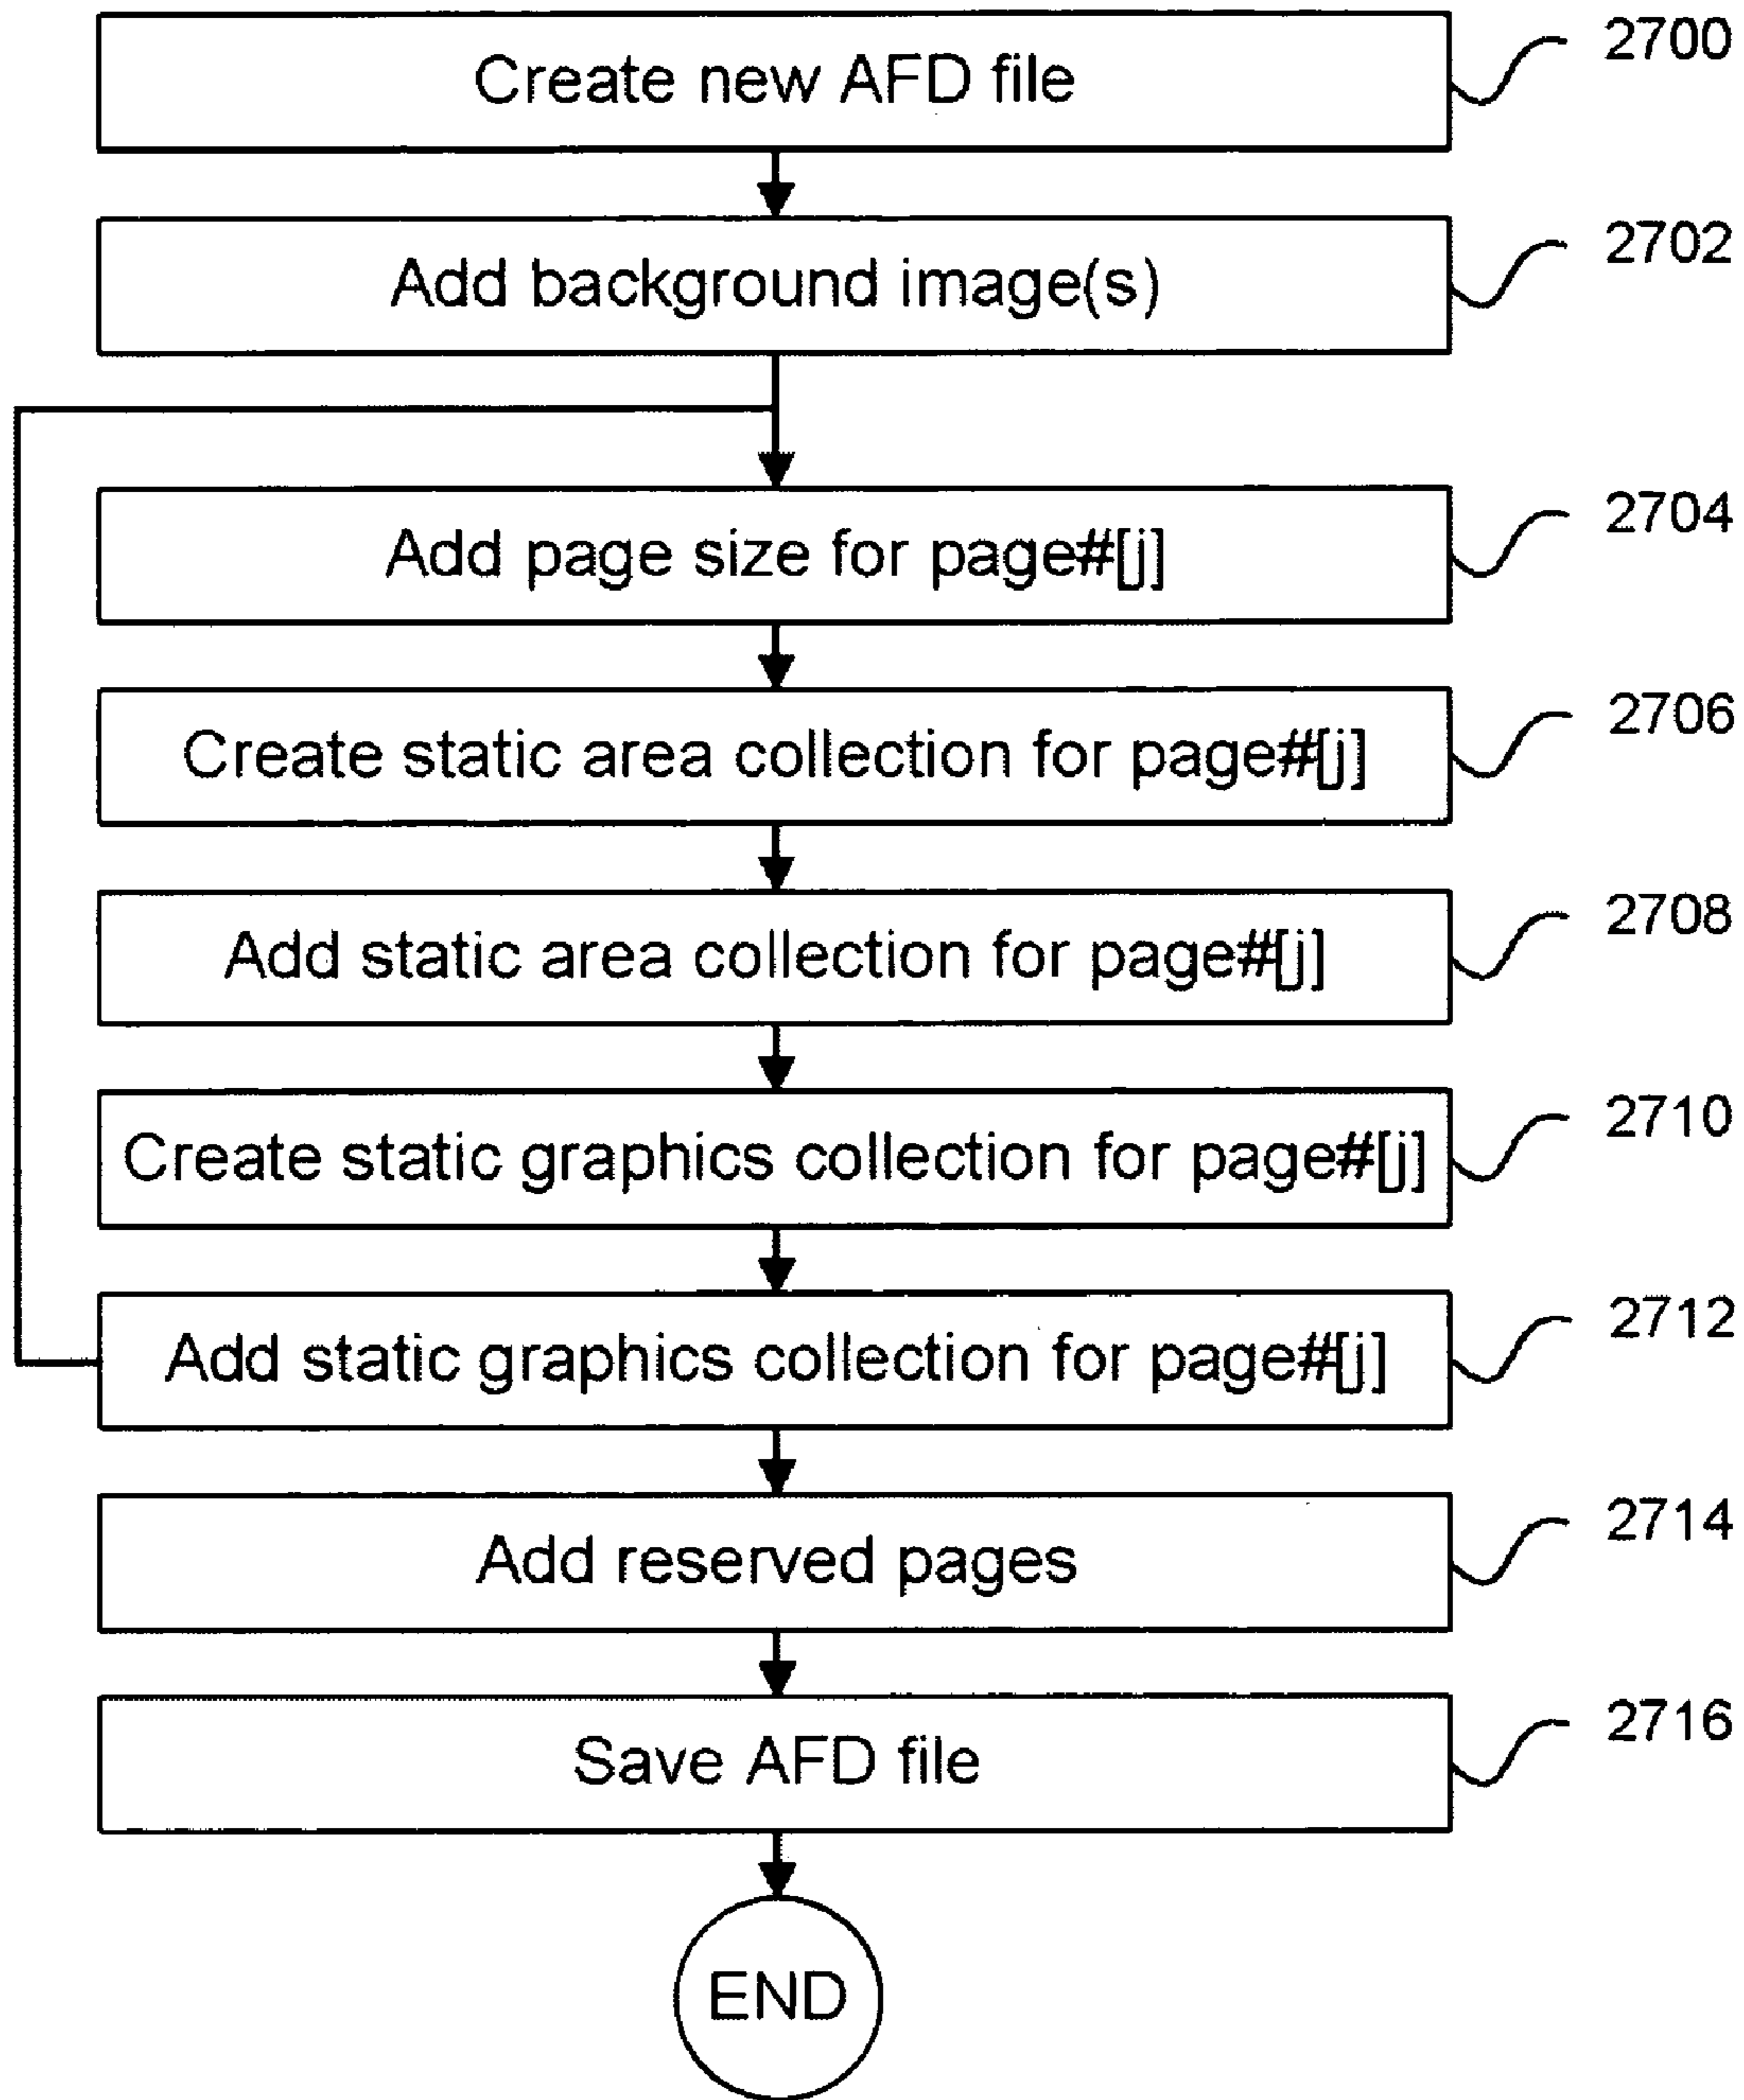 Create new AFD file 2700
Add background image(s) 2702
Add page size for page#[j] 2704
Create static area collection for page#[j] 2706
Add static area collection for page#[j] 2708
Create static graphics collection for page#[j] 2710
Add static graphics collection for page#[j] 2712
Add reserved pages 2714
Save AFD file 2716
END